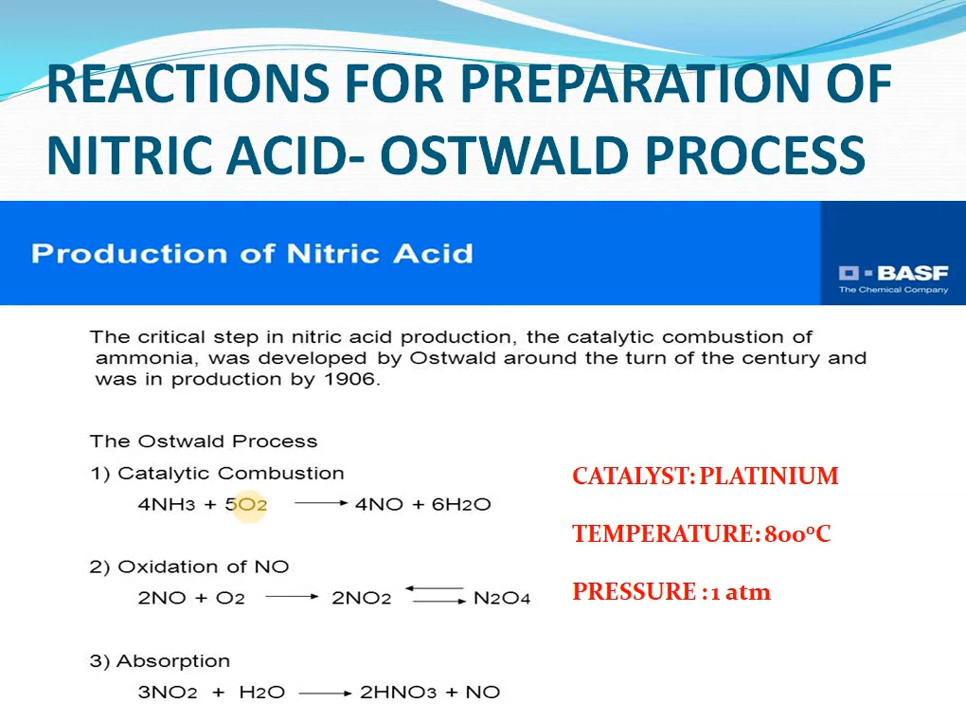 REACTIONS FOR PREPARATION OF
NITRIC ACID- OSTWALD PROCESS
Production of Nitric Acid
BASF
The Chemical Company
The critical step in nitric acid production, the catalytic combustion of
ammonia, was developed by Ostwald around the turn of the century and
was in production by 1906.
The Ostwald Process
1) Catalytic Combustion
4NH3 + 5O2 → 4NO + 6H2O
2) Oxidation of NO
2NO + O2 → 2NO2 ⇄ N2O4
3) Absorption
3NO2 + H2O → 2HNO3 + NO
CATALYST: PLATINIUM
TEMPERATURE: 800°C
PRESSURE : 1 atm